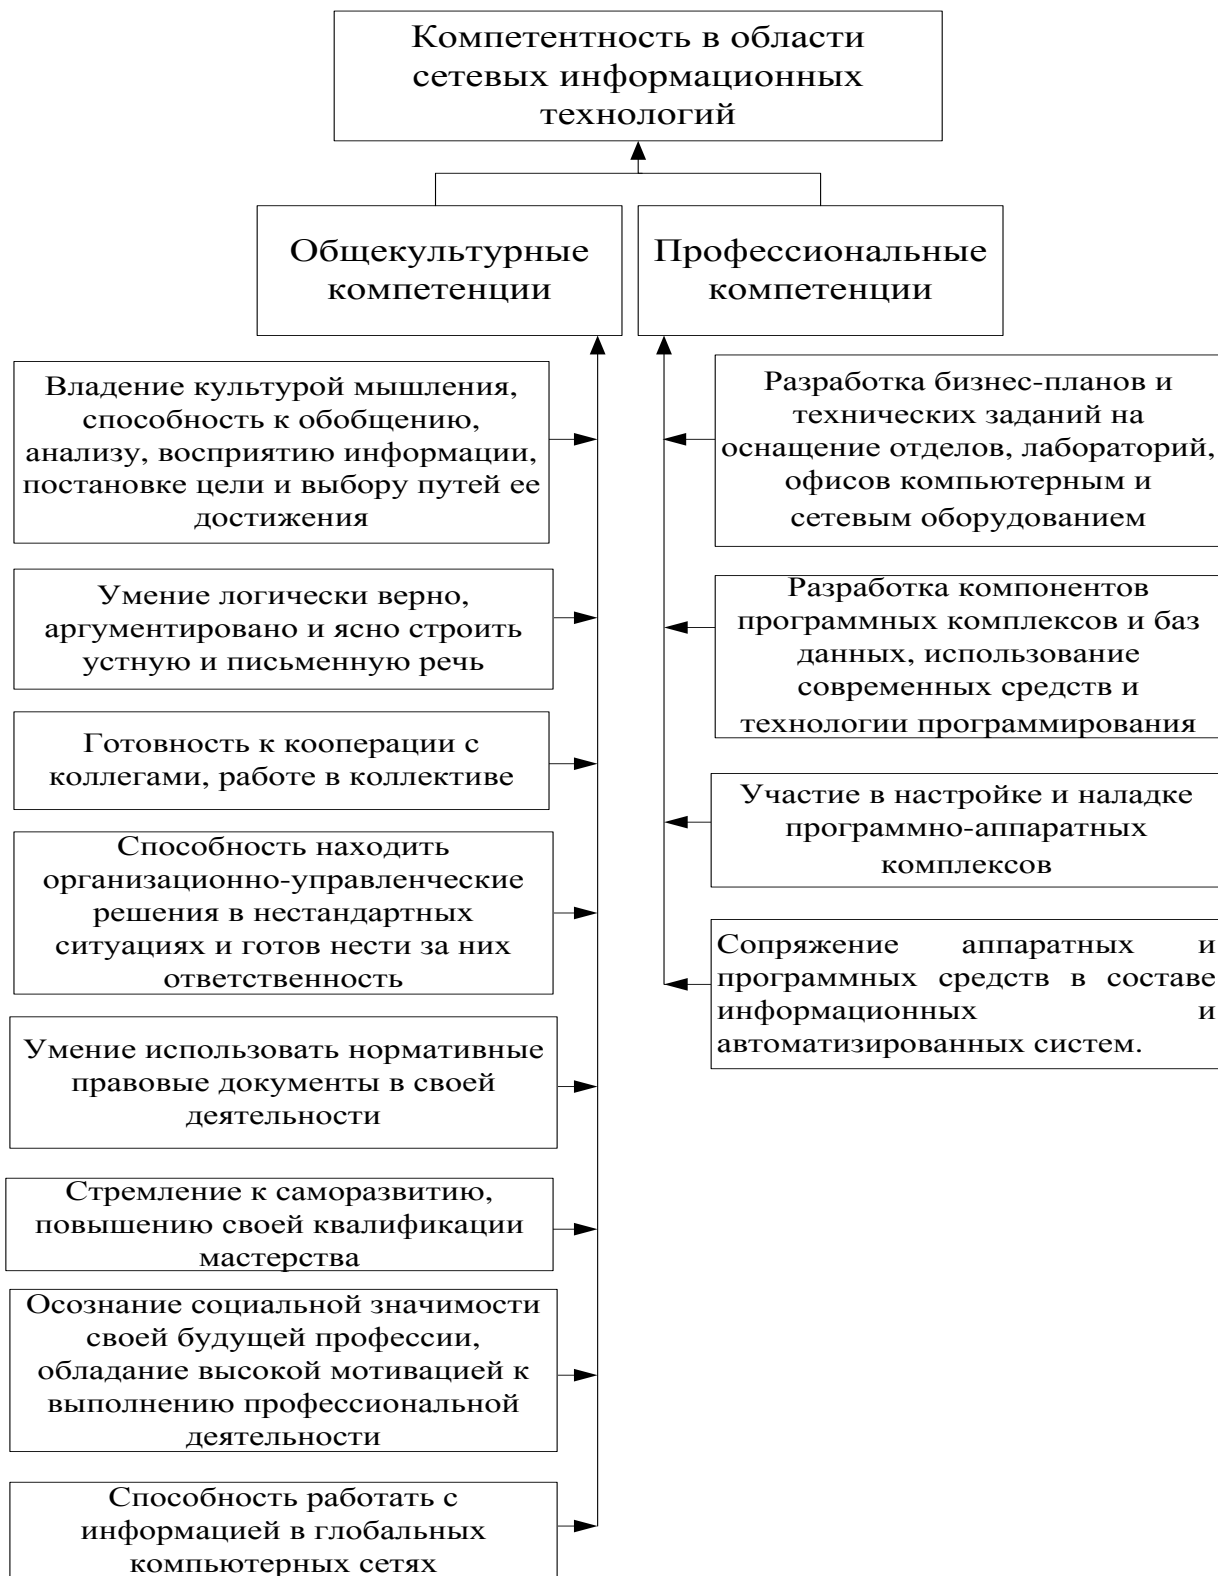 Компетентность в области
сетевых информационных
технологий
Общекультурные
компетенции
Профессиональные
компетенции
Владение культурой мышления,
способность к обобщению,
анализу, восприятию информации,
постановке цели и выбору путей ее
достижения
Умение логически верно,
аргументировано и ясно строить
устную и письменную речь
Готовность к кооперации с
коллегами, работе в коллективе
Способность находить
организационно-управленческие
решения в нестандартных
ситуациях и готов нести за них
ответственность
Умение использовать нормативные
правовые документы в своей
деятельности
Стремление к саморазвитию,
повышению своей квалификации
мастерства
Осознание социальной значимости
своей будущей профессии,
обладание высокой мотивацией к
выполнению профессиональной
деятельности
Способность работать с
информацией в глобальных
компьютерных сетях
Разработка бизнес-планов и
технических заданий на
оснащение отделов, лабораторий,
офисов компьютерным и
сетевым оборудованием
Разработка компонентов
программных комплексов и баз
данных, использование
современных средств и
технологии программирования
Участие в настройке и наладке
программно-аппаратных
комплексов
Сопряжение аппаратных и
программных средств в составе
информационных и
автоматизированных систем.